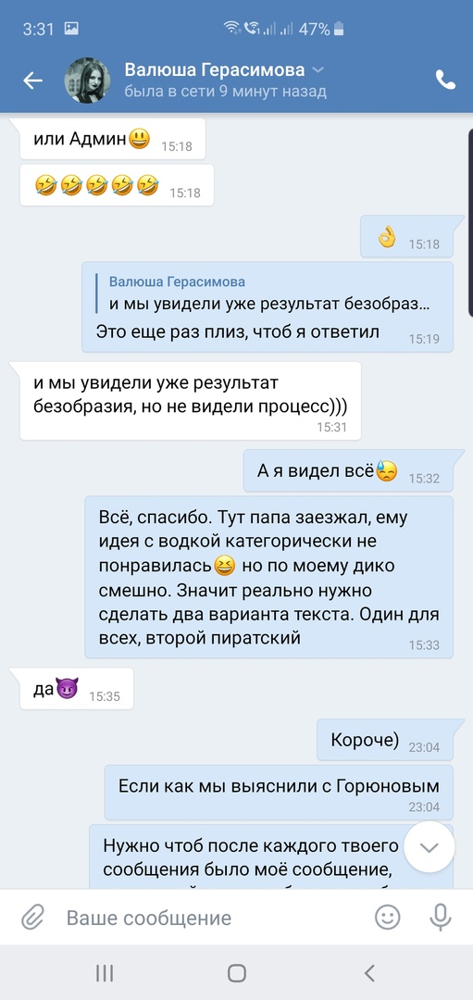 3:31
47%
Валюша Герасимова
была в сети 9 минут назад
или Админ😃 15:18
🤣🤣🤣🤣🤣 15:18
👌 15:18
Валюша Герасимова
и мы увидели уже результат безобраз...
Это еще раз плиз, чтоб я ответил 15:19
и мы увидели уже результат
безобразия, но не видели процесс)))
15:31
А я видел всё😓 15:32
Всё, спасибо. Тут папа заезжал, ему
идея с водкой категорически не
понравилась😆 но по моему дико
смешно. Значит реально нужно
сделать два варианта текста. Один для
всех, второй пиратский 15:33
да😈 15:35
Короче) 23:04
Если как мы выяснили с Горюновым
23:04
Нужно чтоб после каждого твоего
сообщения было моё сообщение,
Ваше сообщение